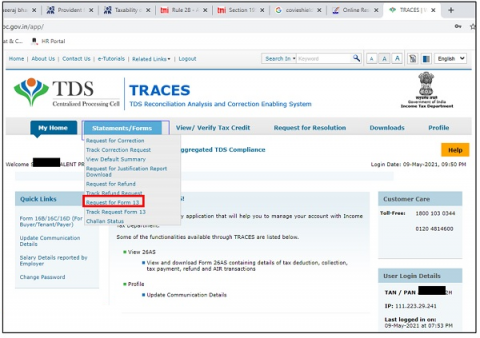 Provident
Taxability
Rule 2B
Section 10
Online Re
TRACES
oc.gov.in/app/
ar & C...
HR Portal
Home | About Us | Contact Us | e-Tutorials | Related Links | Logout
Search In
Keyword
A A A
English
TDS
Centralized Processing Cell
TRACES
TDS Reconciliation Analysis and Correction Enabling System
Government of India
Income Tax Department
My Home
Statements/Forms
View/ Verify Tax Credit
Request for Resolution
Downloads
Profile
Request for Correction
Track Correction Request
View Default Summary
Request for Justification Report Download
Request for Refund
Track Refund Request
Request for Form 13
Track Request Form 13
Challan Status
ggregated TDS Compliance
Help
Welcome
ALENT PR
Login Date: 09-May-2021, 09:50 PM
Quick Links
Form 16B/16C/16D (For
Buyer/Tenant/Payer)
Update Communication
Details
Salary Details reported by
Employer
Change Password
y application that will help you to manage your account with Income
Tax Department.
Some of the functionalities available through TRACES are listed below.
View 26AS
View and download Form 26AS containing details of tax deduction, collection,
tax payment, refund and AIR transactions
Profile
Update Communication Details
Customer Care
Toll-Free: 1800 103 0344
0120 4814600
User Login Details
TAN / PAN
IP: 111.223.29.241
Last logged in on:
09-May-2021 at 07:53 PM